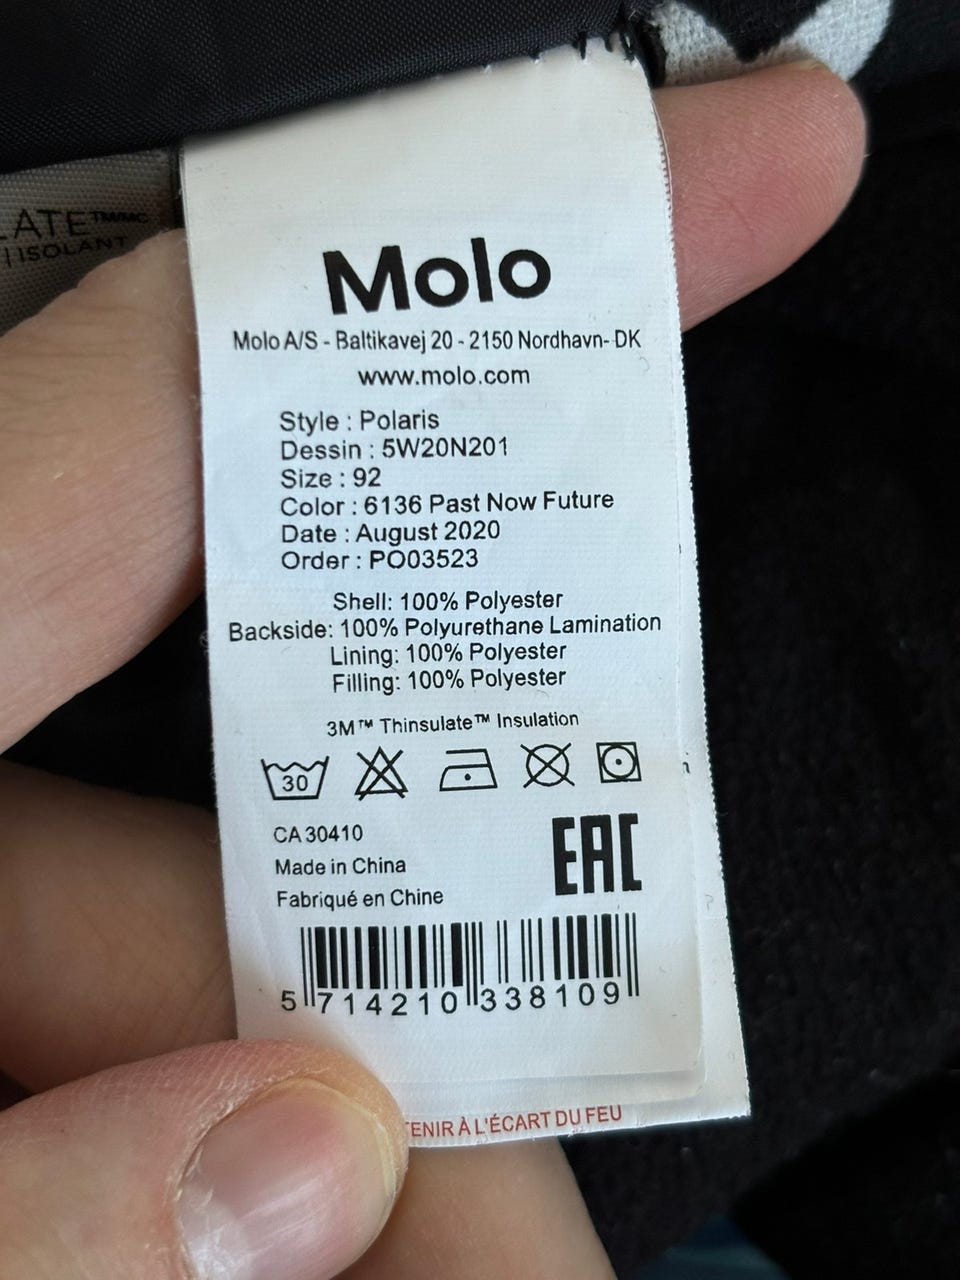 LATE™/MC
| ISOLANT
Molo
Molo A/S - Baltikavej 20 - 2150 Nordhavn- DK
www.molo.com
Style : Polaris
Dessin : 5W20N201
Size : 92
Color : 6136 Past Now Future
Date : August 2020
Order : PO03523
Shell: 100% Polyester
Backside: 100% Polyurethane Lamination
Lining: 100% Polyester
Filling: 100% Polyester
3M™ Thinsulate™ Insulation
30
CA 30410
EAC
Made in China
Fabriqué en Chine
5 714210 338109
TENIR À L'ÉCART DU FEU